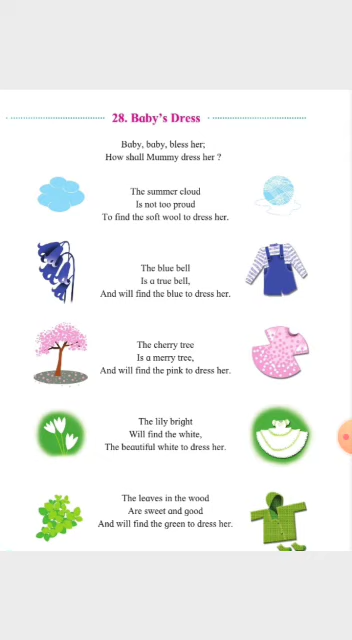 28. Baby's Dress
Baby, baby, bless her;
How shall Mummy dress her ?
The summer cloud
Is not too proud
To find the soft wool to dress her.
The blue bell
Is a true bell,
And will find the blue to dress her.
The cherry tree
Is a merry tree,
And will find the pink to dress her.
The lily bright
Will find the white,
The beautiful white to dress her.
The leaves in the wood
Are sweet and good
And will find the green to dress her.